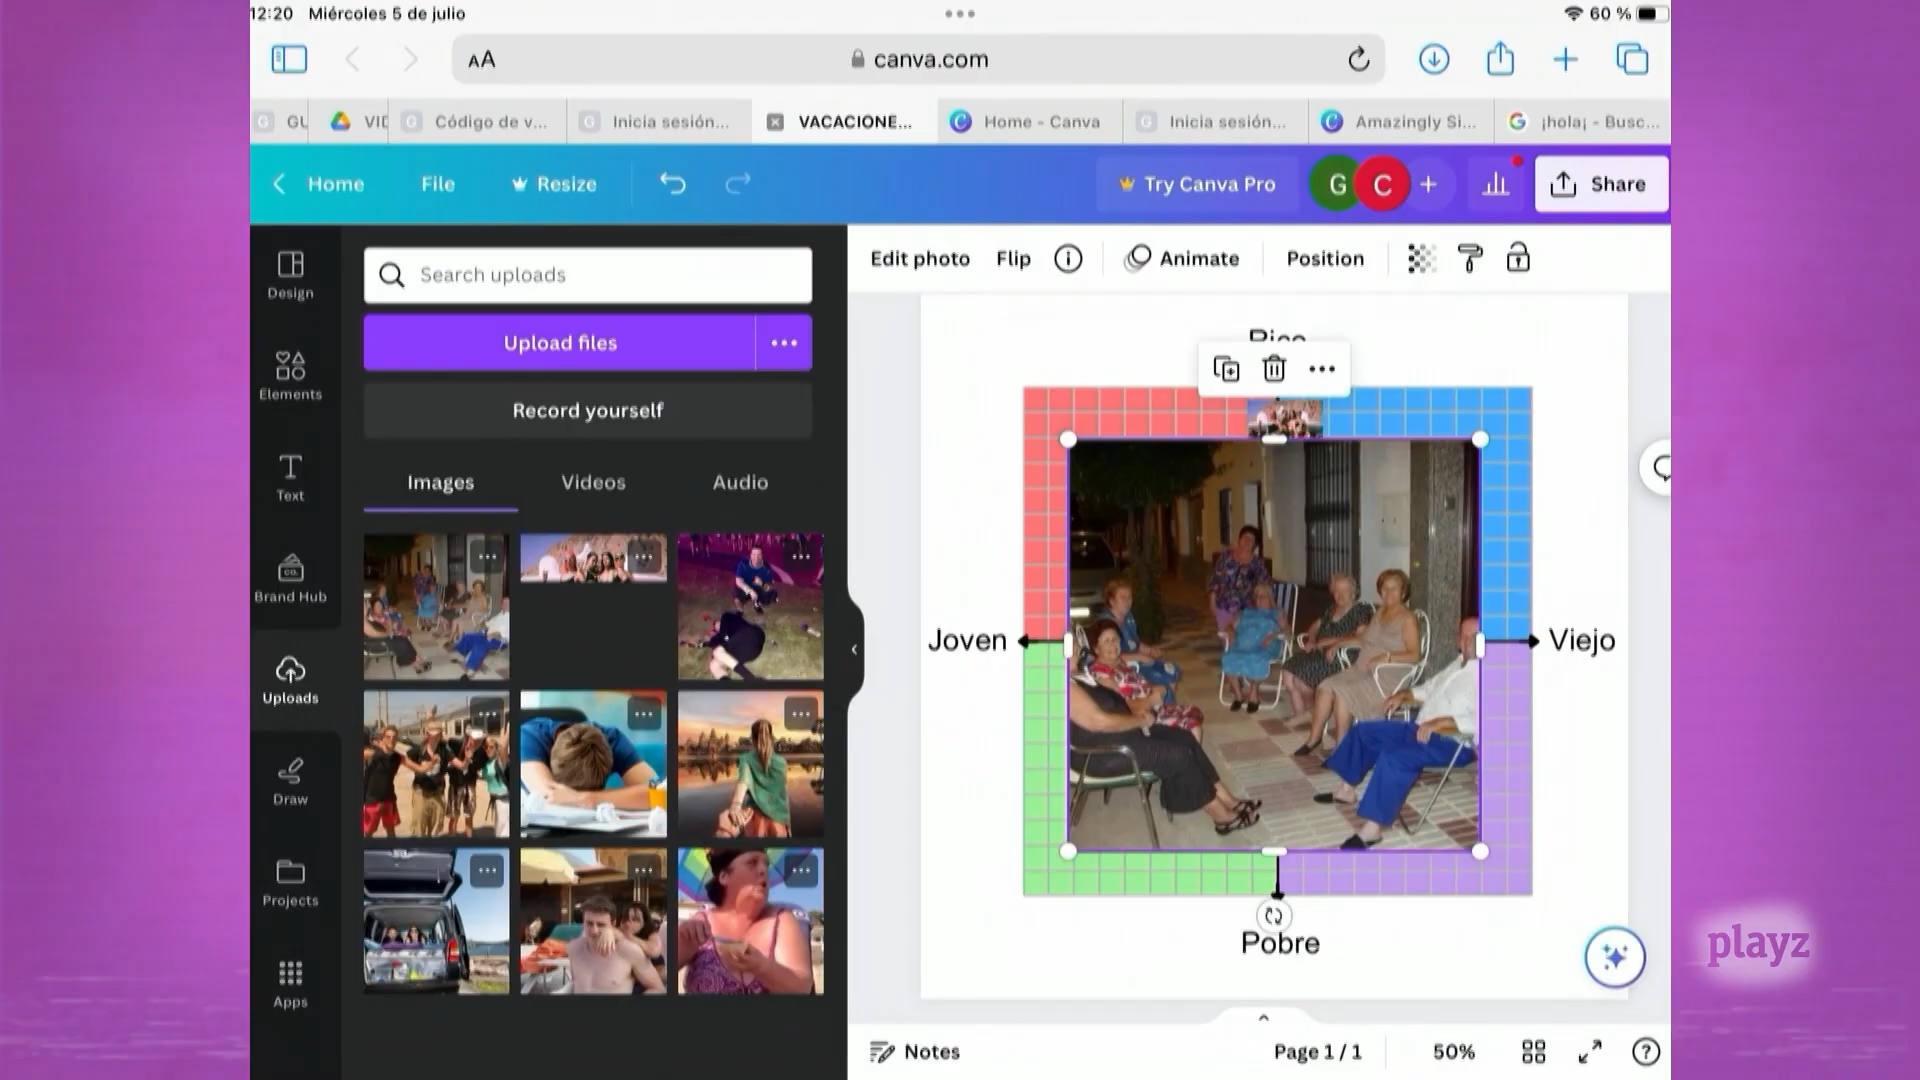 12:20 Miércoles 5 de julio
60 %
AA
canva.com
GU
VID
Código de v...
Inicia sesión...
VACACIONE...
Home - Canva
Inicia sesión...
Amazingly Si...
¡hola¡ - Busc...
Home
File
Resize
Try Canva Pro
G
C
Share
Design
Elements
Text
Brand Hub
Uploads
Draw
Projects
Apps
Search uploads
Upload files
Record yourself
Images
Videos
Audio
Edit photo
Flip
Animate
Position
Rico
Joven
Viejo
Pobre
playz
Notes
Page 1 / 1
50%